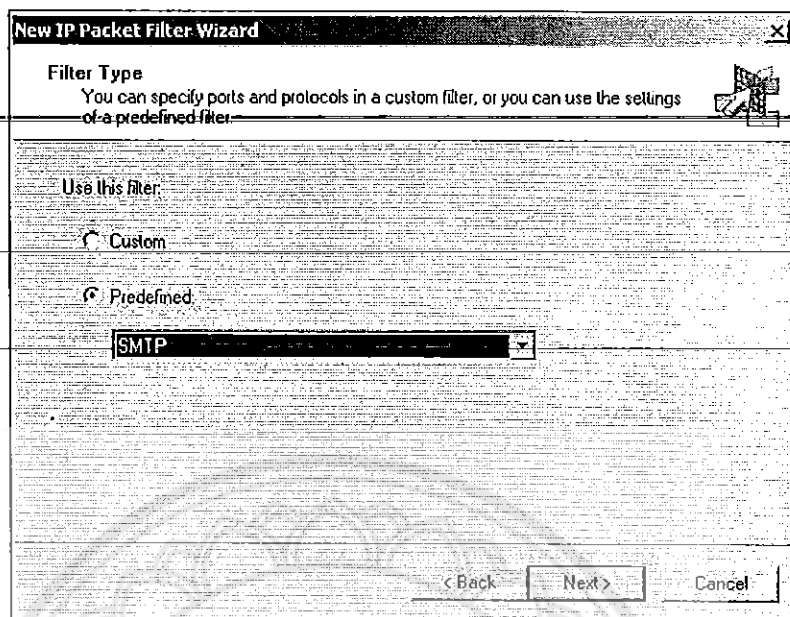 New IP Packet Filter Wizard
Filter Type
You can specify ports and protocols in a custom filter, or you can use the settings
of a predefined filter.
Use this filter:
Custom
Predefined:
SMTP
< Back Next > Cancel